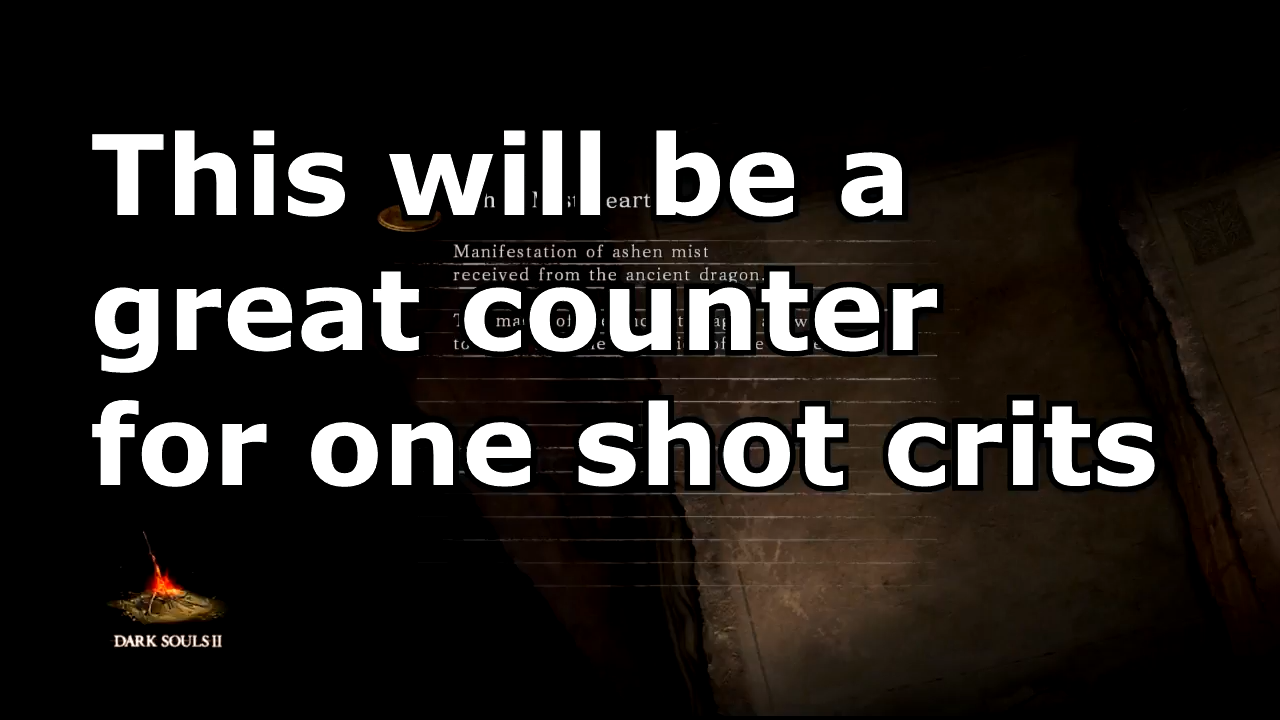 This will be a
great counter
for one shot crits
Manifestation of ashen mist
received from the ancient dragon.
DARK SOULS II